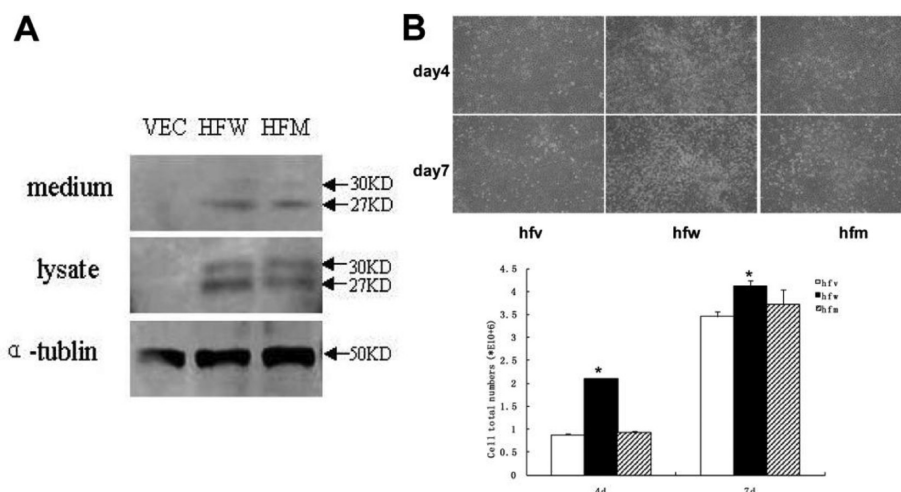 A
VEC HFW HFM
medium
30KD
27KD
lysate
30KD
27KD
α-tublin
50KD
B
day4
day7
hfv hfw hfm
Cell total numbers (*E10+6)
4.5
4
3.5
3
2.5
2
1.5
1
0.5
0
*
*
hfv
hfw
hfm
4d 7d